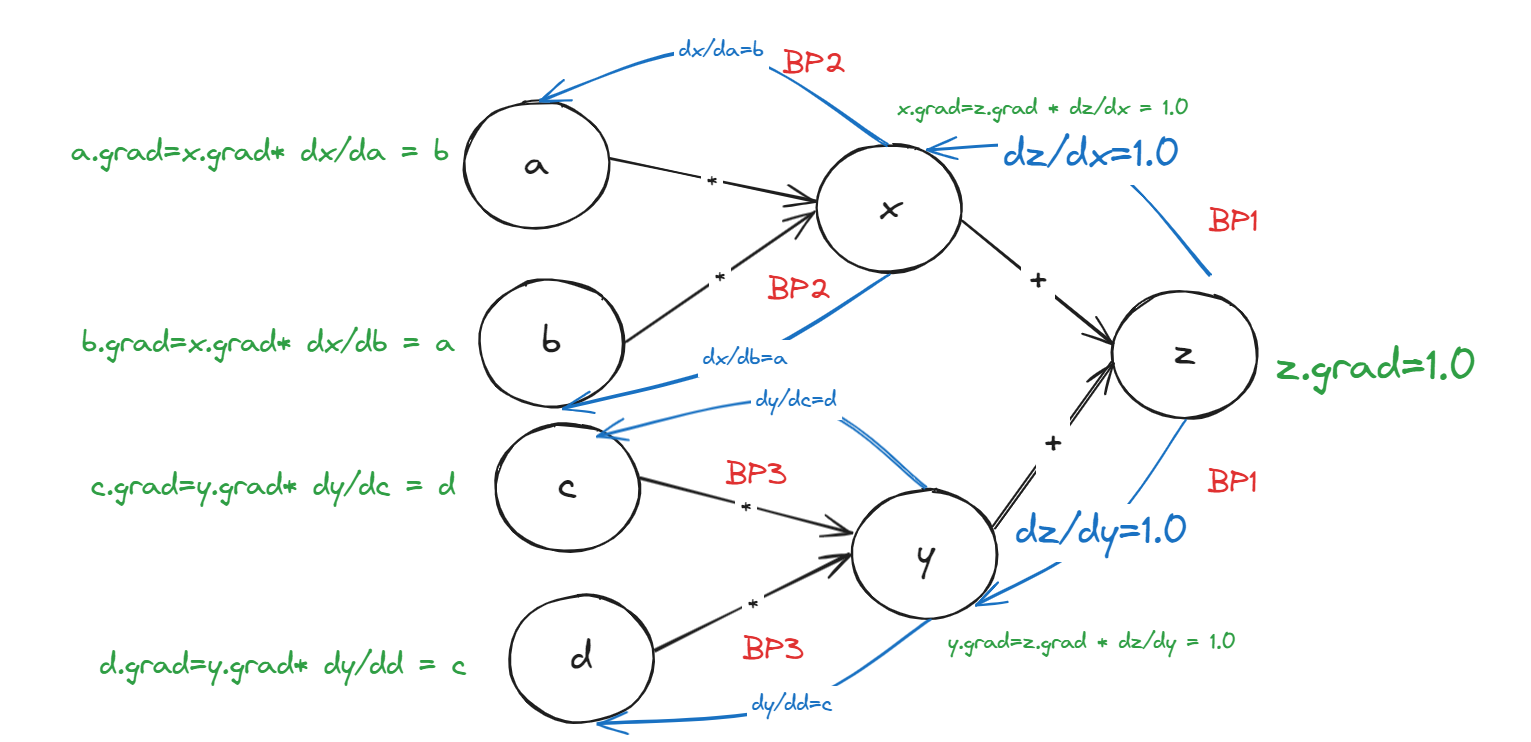 dx/da=b
BP2
x.grad=z.grad * dz/dx = 1.0
a.grad=x.grad* dx/da = b
a
*
dz/dx=1.0
x
BP1
*
BP2
+
b.grad=x.grad* dx/db = a
b
dx/db=a
z
z.grad=1.0
dy/dc=d
+
c.grad=y.grad* dy/dc = d
c
BP3
*
BP1
dz/dy=1.0
y
*
BP3
y.grad=z.grad * dz/dy = 1.0
d.grad=y.grad* dy/dd = c
d
dy/dd=c